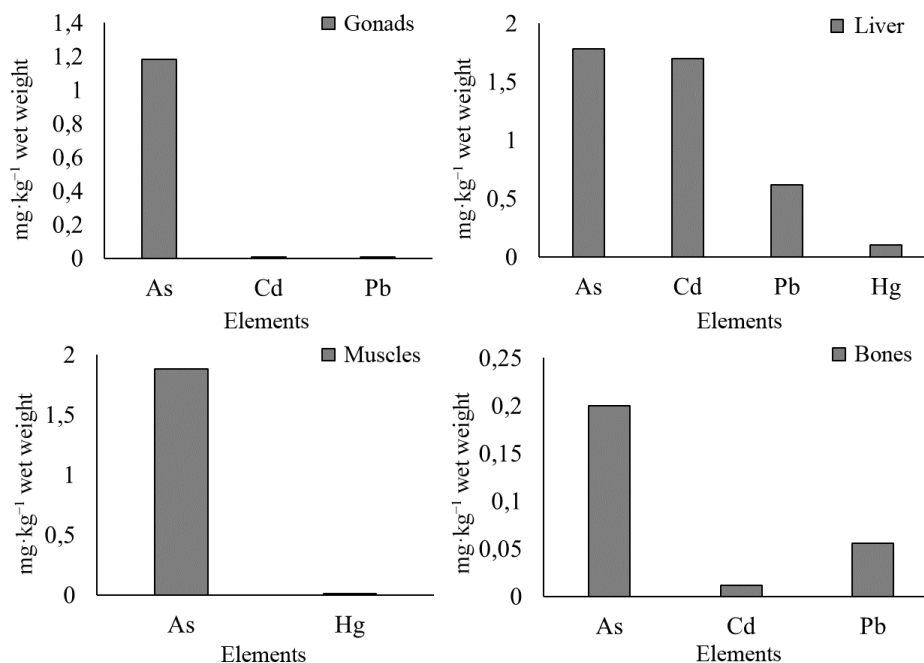 Gonads
mg·kg⁻¹ wet weight
1,4
1,2
1
0,8
0,6
0,4
0,2
0
As Cd Pb
Elements
Liver
mg·kg⁻¹ wet weight
2
1,5
1
0,5
0
As Cd Pb Hg
Elements
Muscles
mg·kg⁻¹ wet weight
2
1,5
1
0,5
0
As Hg
Elements
Bones
mg·kg⁻¹ wet weight
0,25
0,2
0,15
0,1
0,05
0
As Cd Pb
Elements